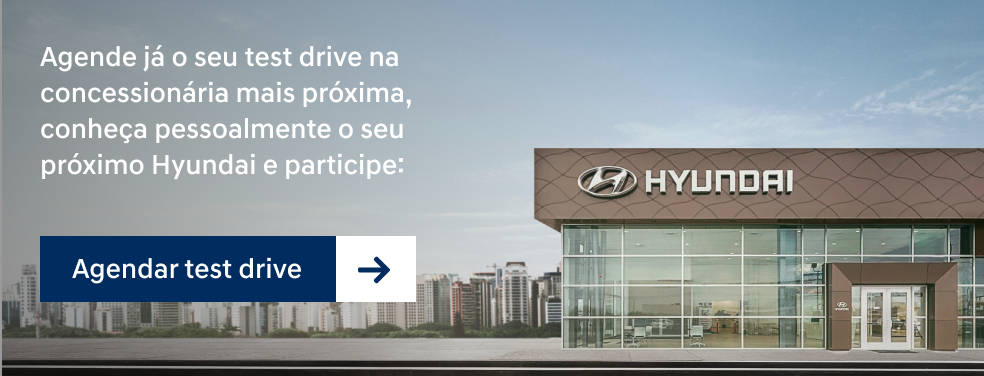 Agende já o seu test drive na
concessionária mais próxima,
conheça pessoalmente o seu
próximo Hyundai e participe:
HYUNDAI
Agendar test drive
HYUNDAI